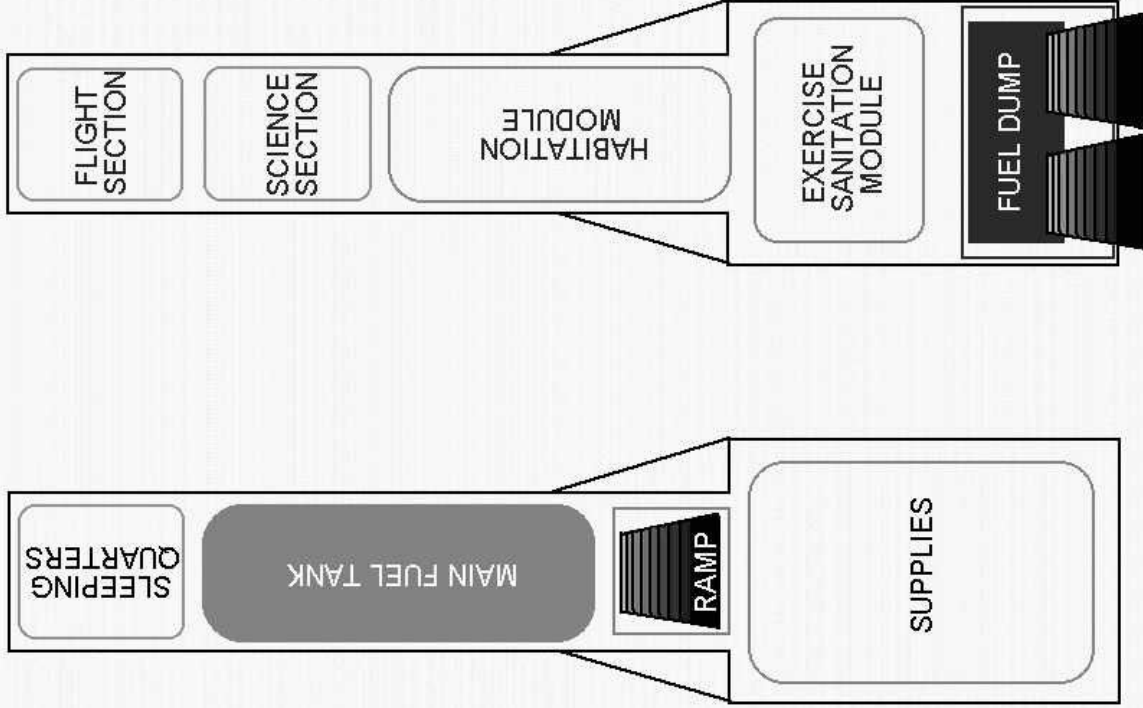 FLIGHT
SECTION
SCIENCE
SECTION
HABITATION
MODULE
EXERCISE
SANITATION
MODULE
FUEL DUMP
SLEEPING
QUARTERS
MAIN FUEL TANK
RAMP
SUPPLIES